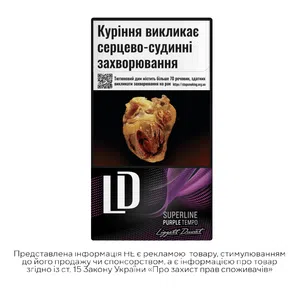 Куріння викликає
серцево-судинні
захворювання
Тютюновий дим містить більше 70 речовин, здатних
викликати захворювання на рак https://stopsmoking.org.ua
LD
SUPERLINE
PURPLE TEMPO
Liggett Ducat
Представлена інформація НЕ є рекламою товару, стимулюванням
до його продажу чи спонсорством, а є інформацією про товар
згідно із ст. 15 Закону України «Про захист прав споживачів»